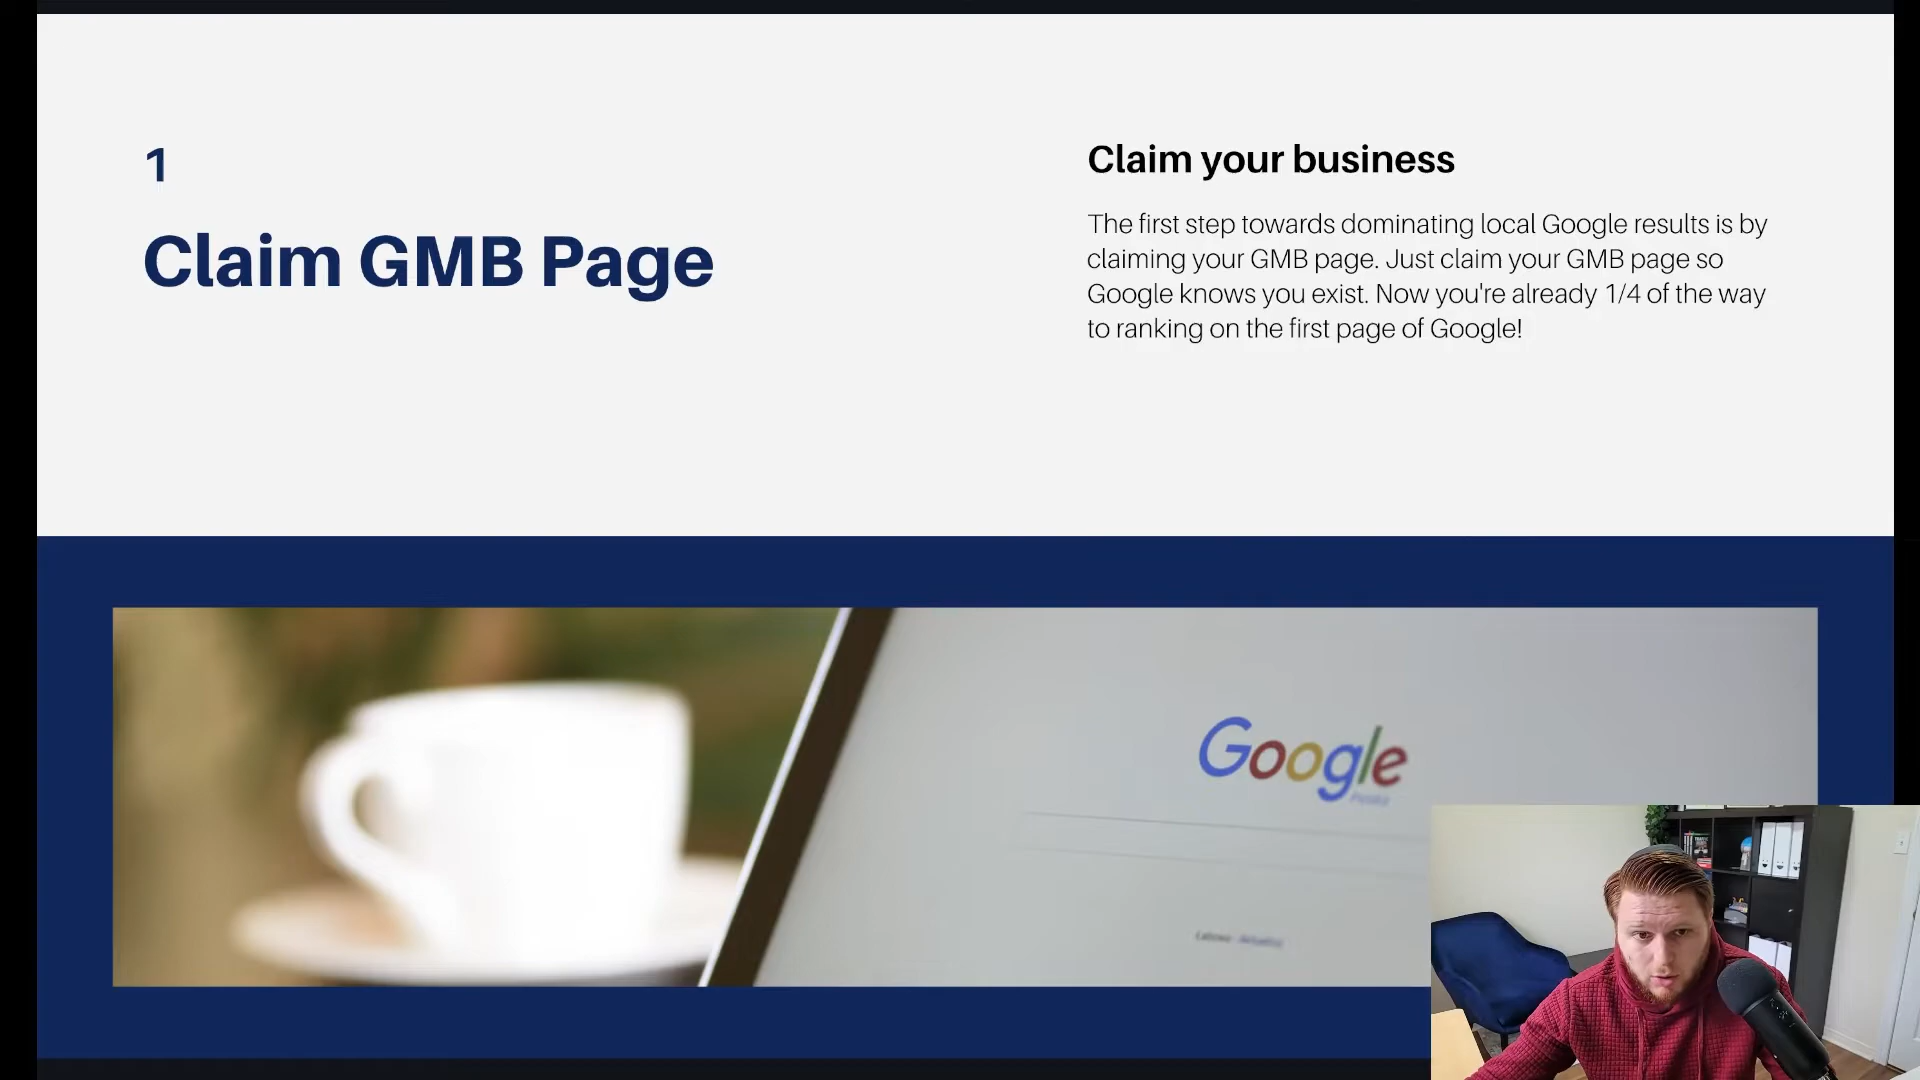 1
Claim GMB Page
Claim your business
The first step towards dominating local Google results is by
claiming your GMB page. Just claim your GMB page so
Google knows you exist. Now you're already 1/4 of the way
to ranking on the first page of Google!
Google